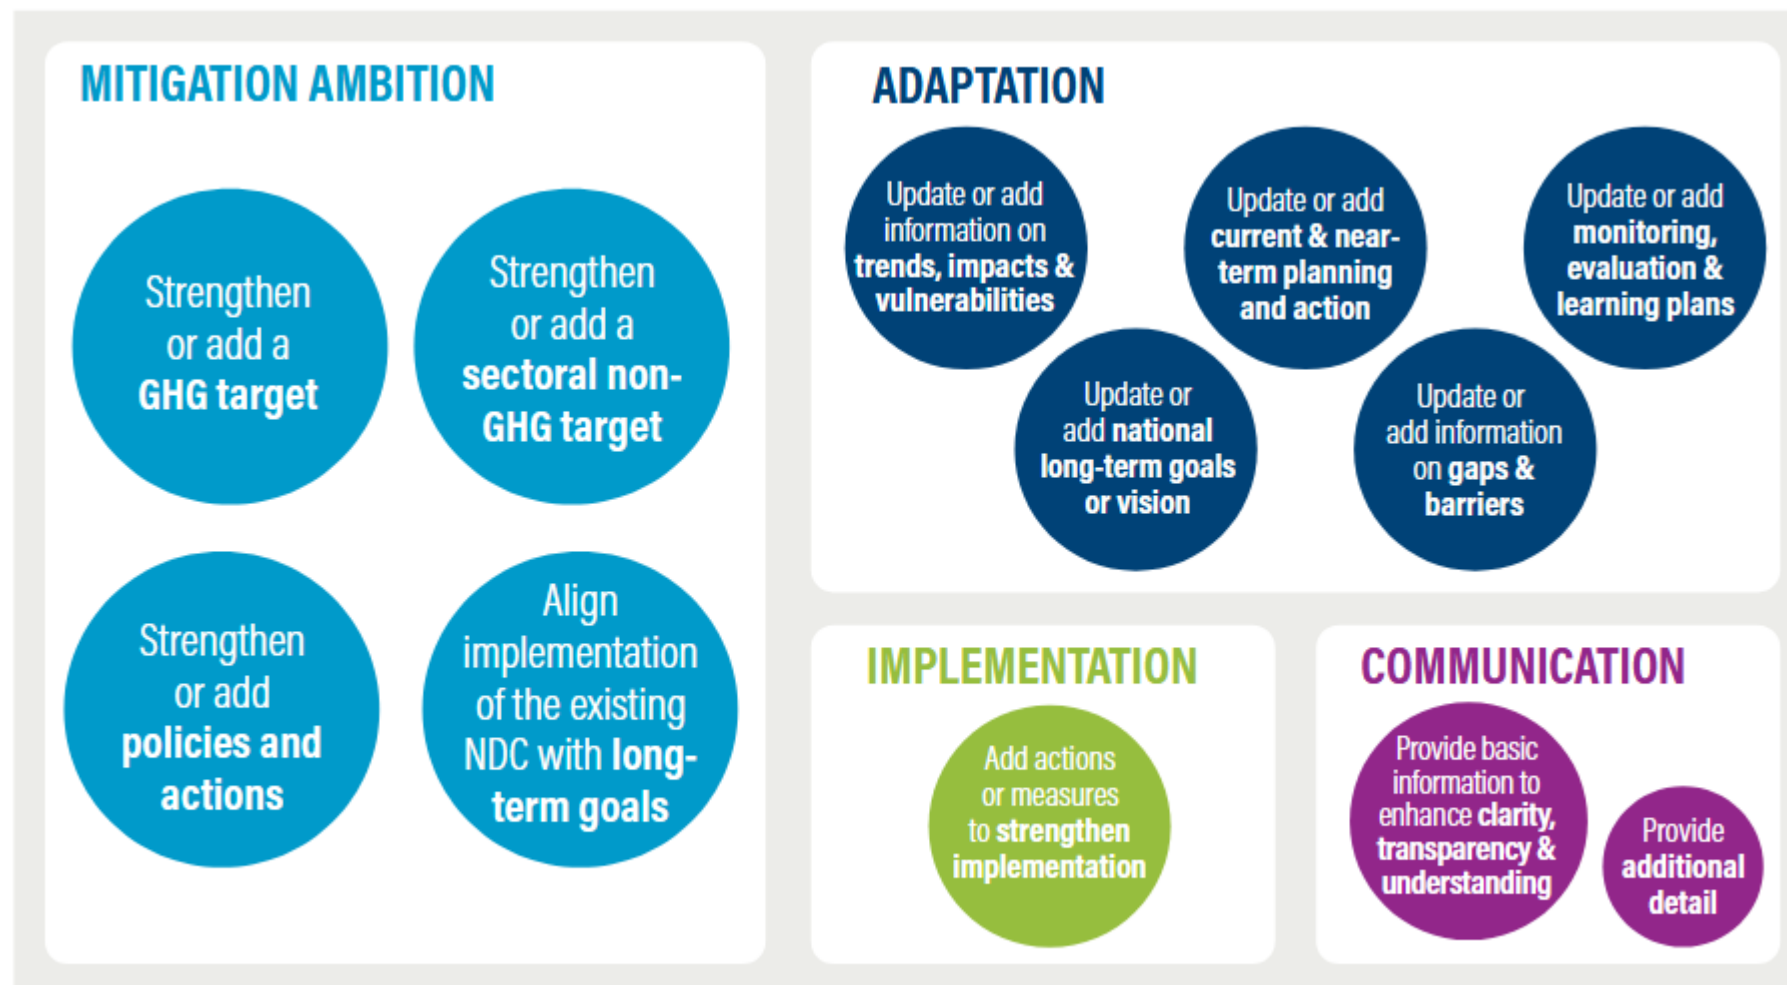 MITIGATION AMBITION
Strengthen
or add a
GHG target
Strengthen
or add a
sectoral non-
GHG target
Strengthen
or add
policies and
actions
Align
implementation
of the existing
NDC with long-
term goals
ADAPTATION
Update or add
information on
trends, impacts &
vulnerabilities
Update or add
current & near-
term planning
and action
Update or add
monitoring,
evaluation &
learning plans
Update or
add national
long-term goals
or vision
Update or
add information
on gaps &
barriers
IMPLEMENTATION
Add actions
or measures
to strengthen
implementation
COMMUNICATION
Provide basic
information to
enhance clarity,
transparency &
understanding
Provide
additional
detail